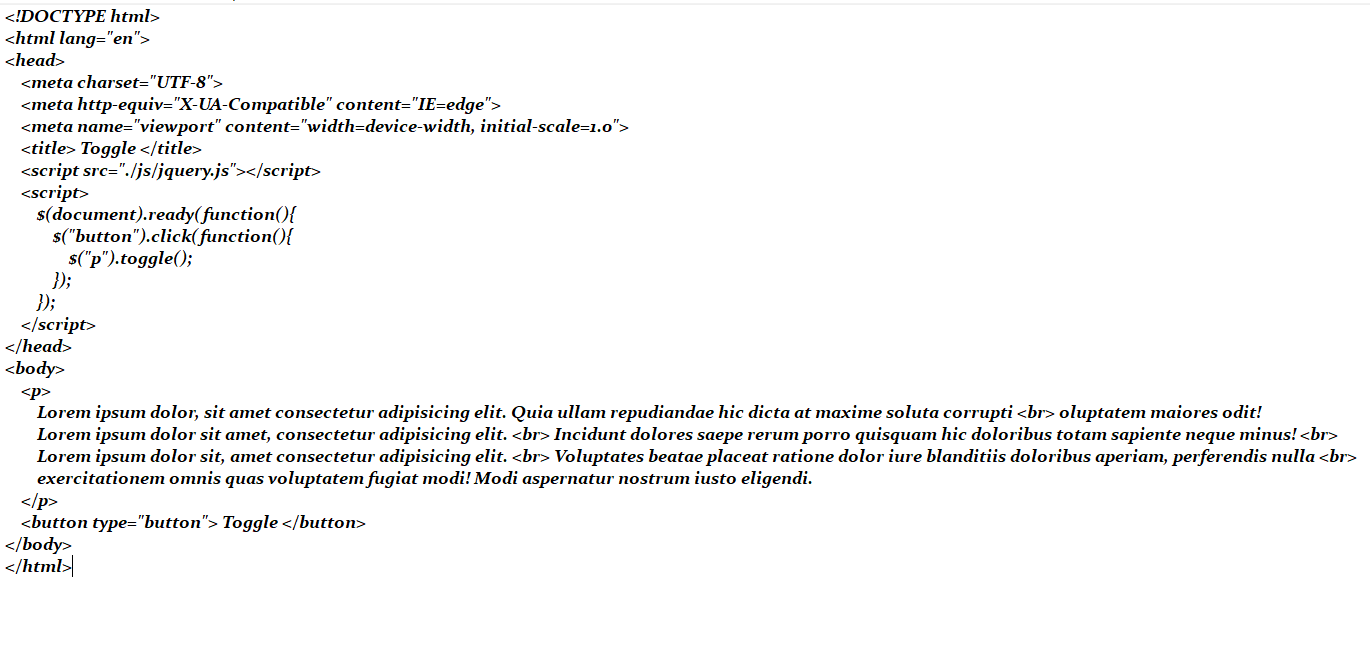 <!DOCTYPE html>
<html lang="en">
<head>
<meta charset="UTF-8">
<meta http-equiv="X-UA-Compatible" content="IE=edge">
<meta name="viewport" content="width=device-width, initial-scale=1.0">
<title> Toggle </title>
<script src="./js/jquery.js"></script>
<script>
$(document).ready(function(){
$("button").click(function(){
$("p").toggle();
});
});
</script>
</head>
<body>
<p>
Lorem ipsum dolor, sit amet consectetur adipisicing elit. Quia ullam repudiandae hic dicta at maxime soluta corrupti <br> oluptatem maiores odit!
Lorem ipsum dolor sit amet, consectetur adipisicing elit. <br> Incidunt dolores saepe rerum porro quisquam hic doloribus totam sapiente neque minus! <br>
Lorem ipsum dolor sit, amet consectetur adipisicing elit. <br> Voluptates beatae placeat ratione dolor iure blanditiis doloribus aperiam, perferendis nulla <br>
exercitationem omnis quas voluptatem fugiat modi! Modi aspernatur nostrum iusto eligendi.
</p>
<button type="button"> Toggle </button>
</body>
</html>